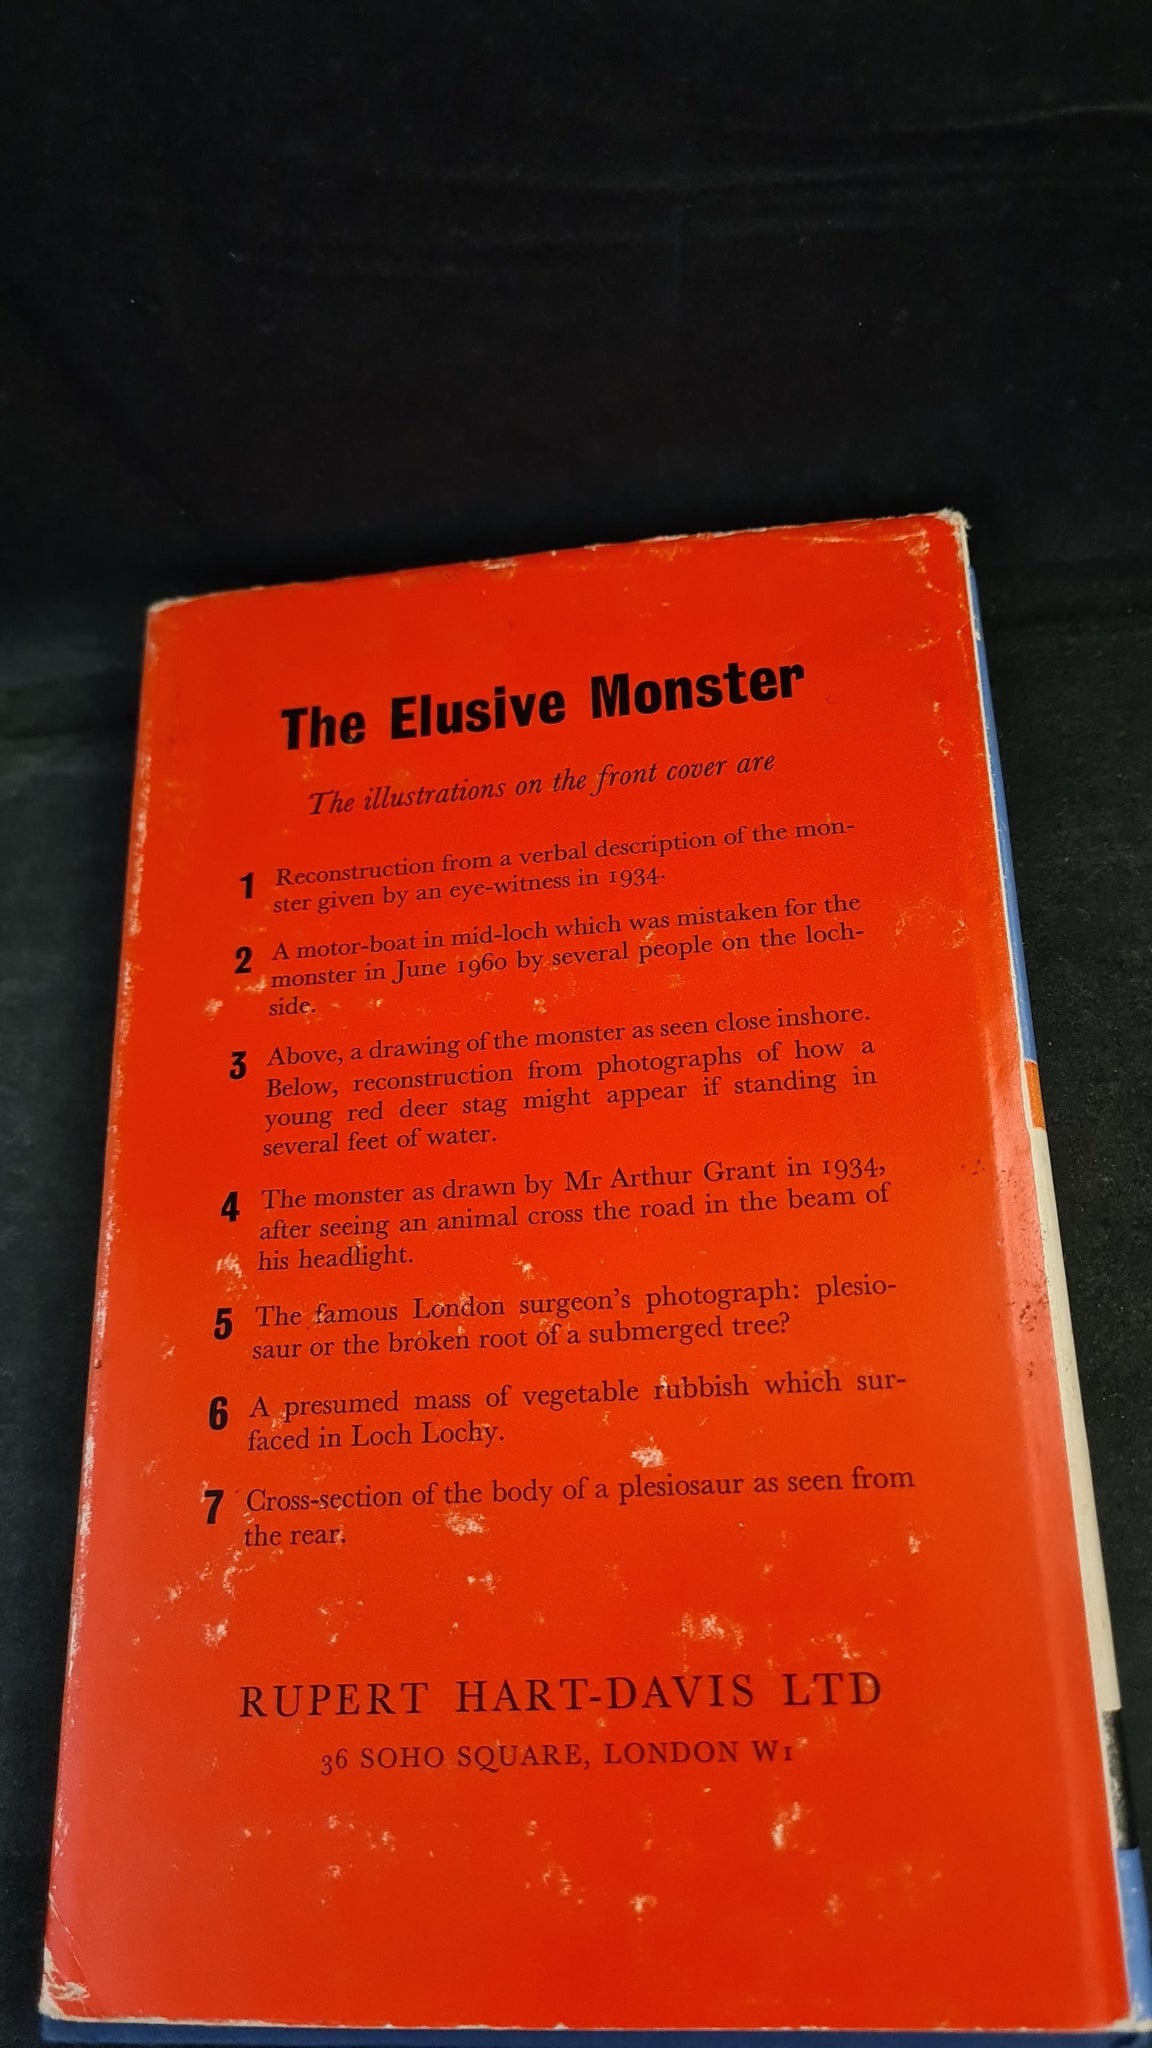 The Elusive Monster
The illustrations on the front cover are
1 Reconstruction from a verbal description of the mon-
ster given by an eye-witness in 1934.
2 A motor-boat in mid-loch which was mistaken for the
monster in June 1960 by several people on the loch-
side.
3 Above, a drawing of the monster as seen close inshore.
Below, reconstruction from photographs of how a
young red deer stag might appear if standing in
several feet of water.
4 The monster as drawn by Mr Arthur Grant in 1934,
after seeing an animal cross the road in the beam of
his headlight.
5 The famous London surgeon's photograph: plesio-
saur or the broken root of a submerged tree?
6 A presumed mass of vegetable rubbish which sur-
faced in Loch Lochy.
7 Cross-section of the body of a plesiosaur as seen from
the rear.
RUPERT HART-DAVIS LTD
36 SOHO SQUARE, LONDON W1